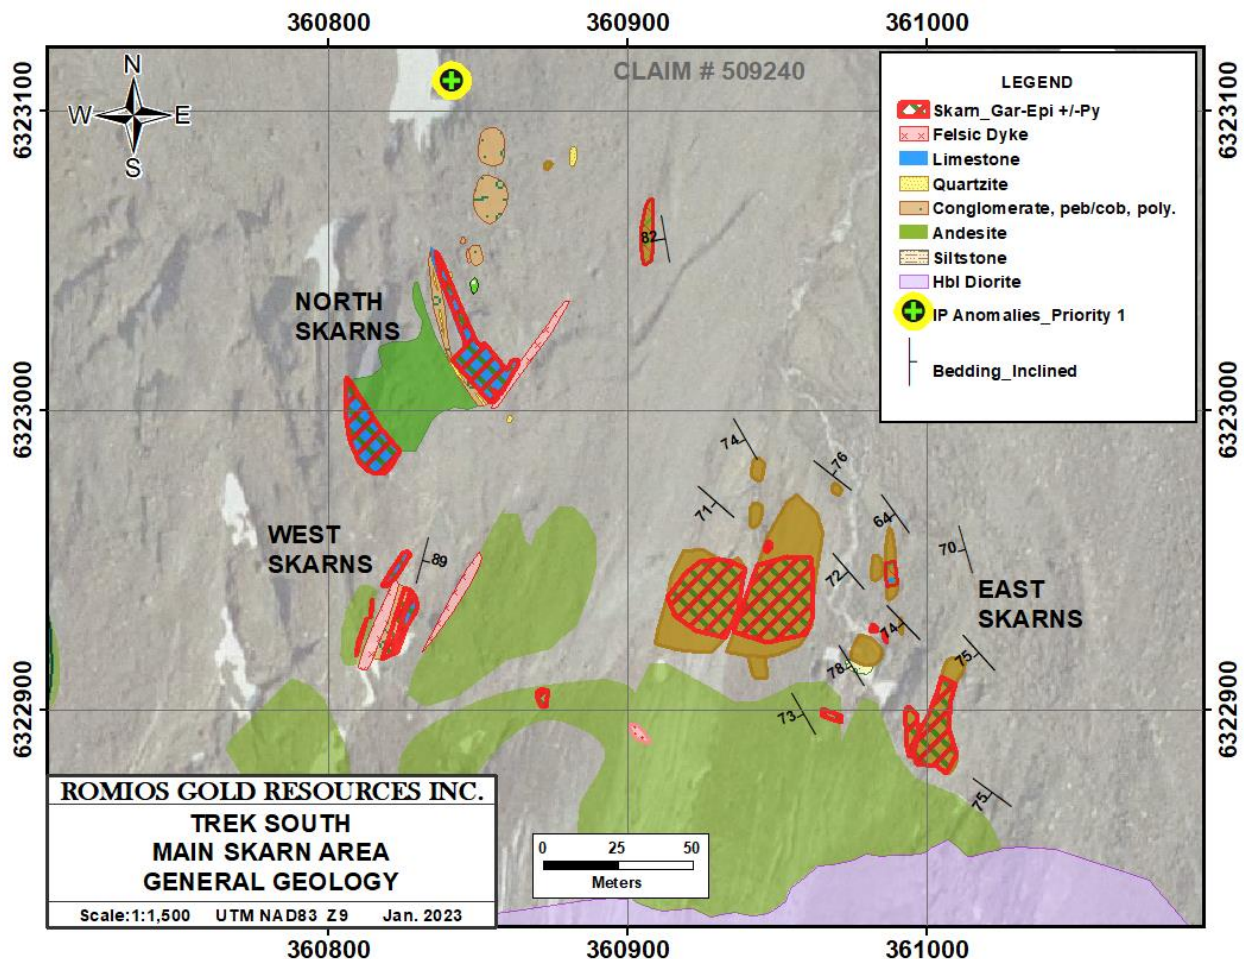 360800 360900 361000
CLAIM # 509240
N
W E
S
6323100
6323100
LEGEND
Skarn_Gar-Epi +/-Py
Felsic Dyke
Limestone
Quartzite
Conglomerate, peb/cob, poly.
Andesite
Siltstone
Hbl Diorite
IP Anomalies_Priority 1
Bedding_Inclined
82
NORTH
SKARNS
6323000
6323000
74
76
71
64
WEST
SKARNS
89
70
72
EAST
SKARNS
74
75
78
73
6322900
6322900
75
ROMIOS GOLD RESOURCES INC.
TREK SOUTH
MAIN SKARN AREA
GENERAL GEOLOGY
Scale:1:1,500 UTM NAD83 Z9 Jan. 2023
0 25 50
Meters
360800 360900 361000